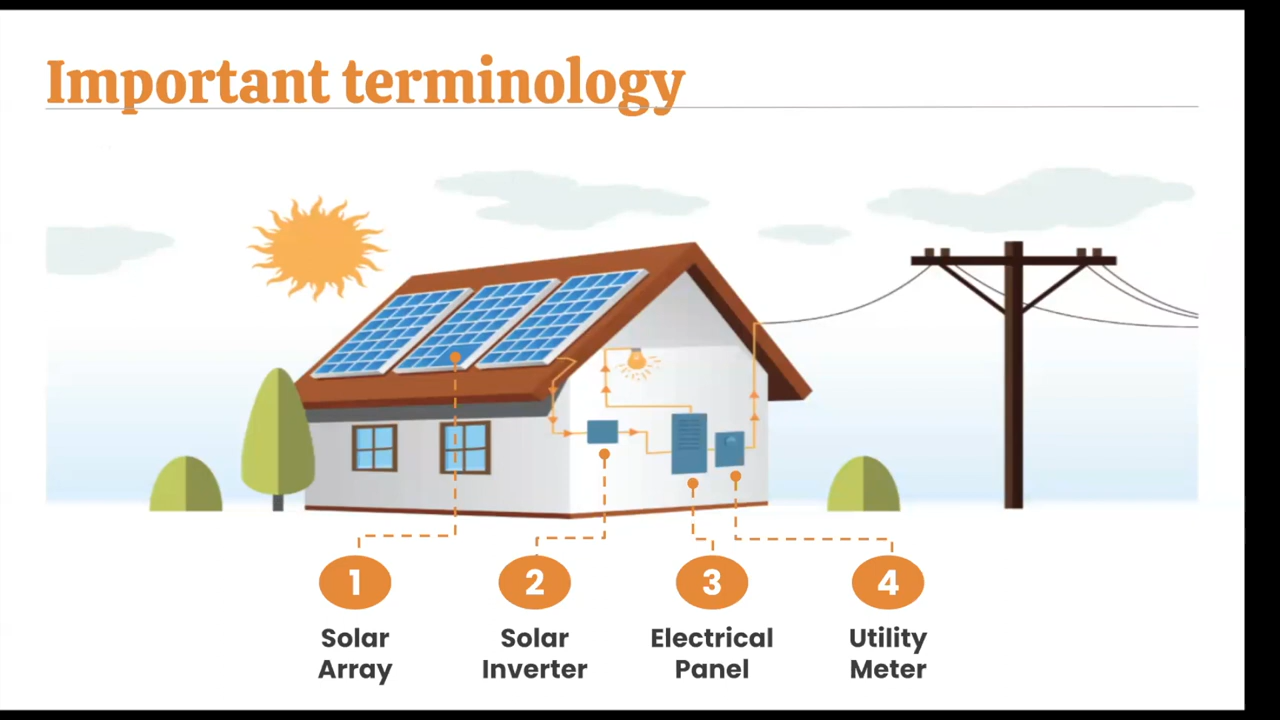 Important terminology
1
2
3
4
Solar
Array
Solar
Inverter
Electrical
Panel
Utility
Meter